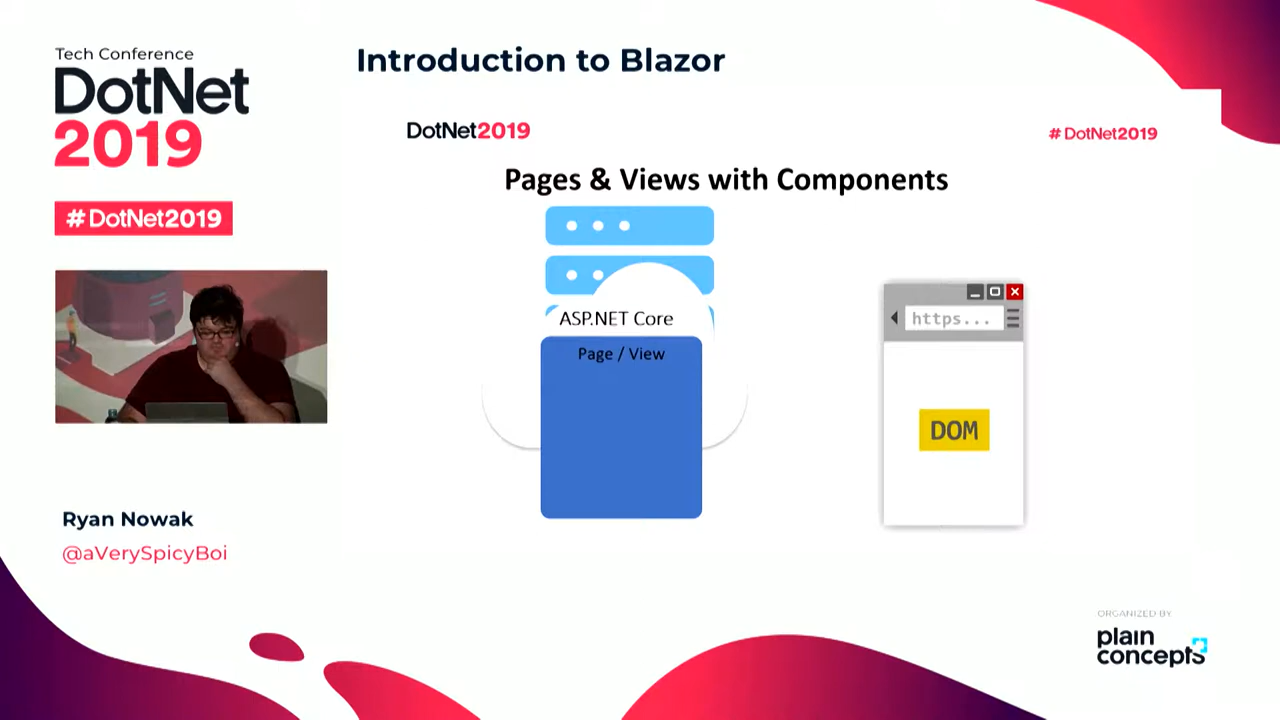 Tech Conference
DotNet
2019
#DotNet2019
Ryan Nowak
@aVerySpicyBoi
Introduction to Blazor
DotNet2019
#DotNet2019
Pages & Views with Components
ASP.NET Core
Page / View
https...
DOM
ORGANIZED BY
plain
concepts